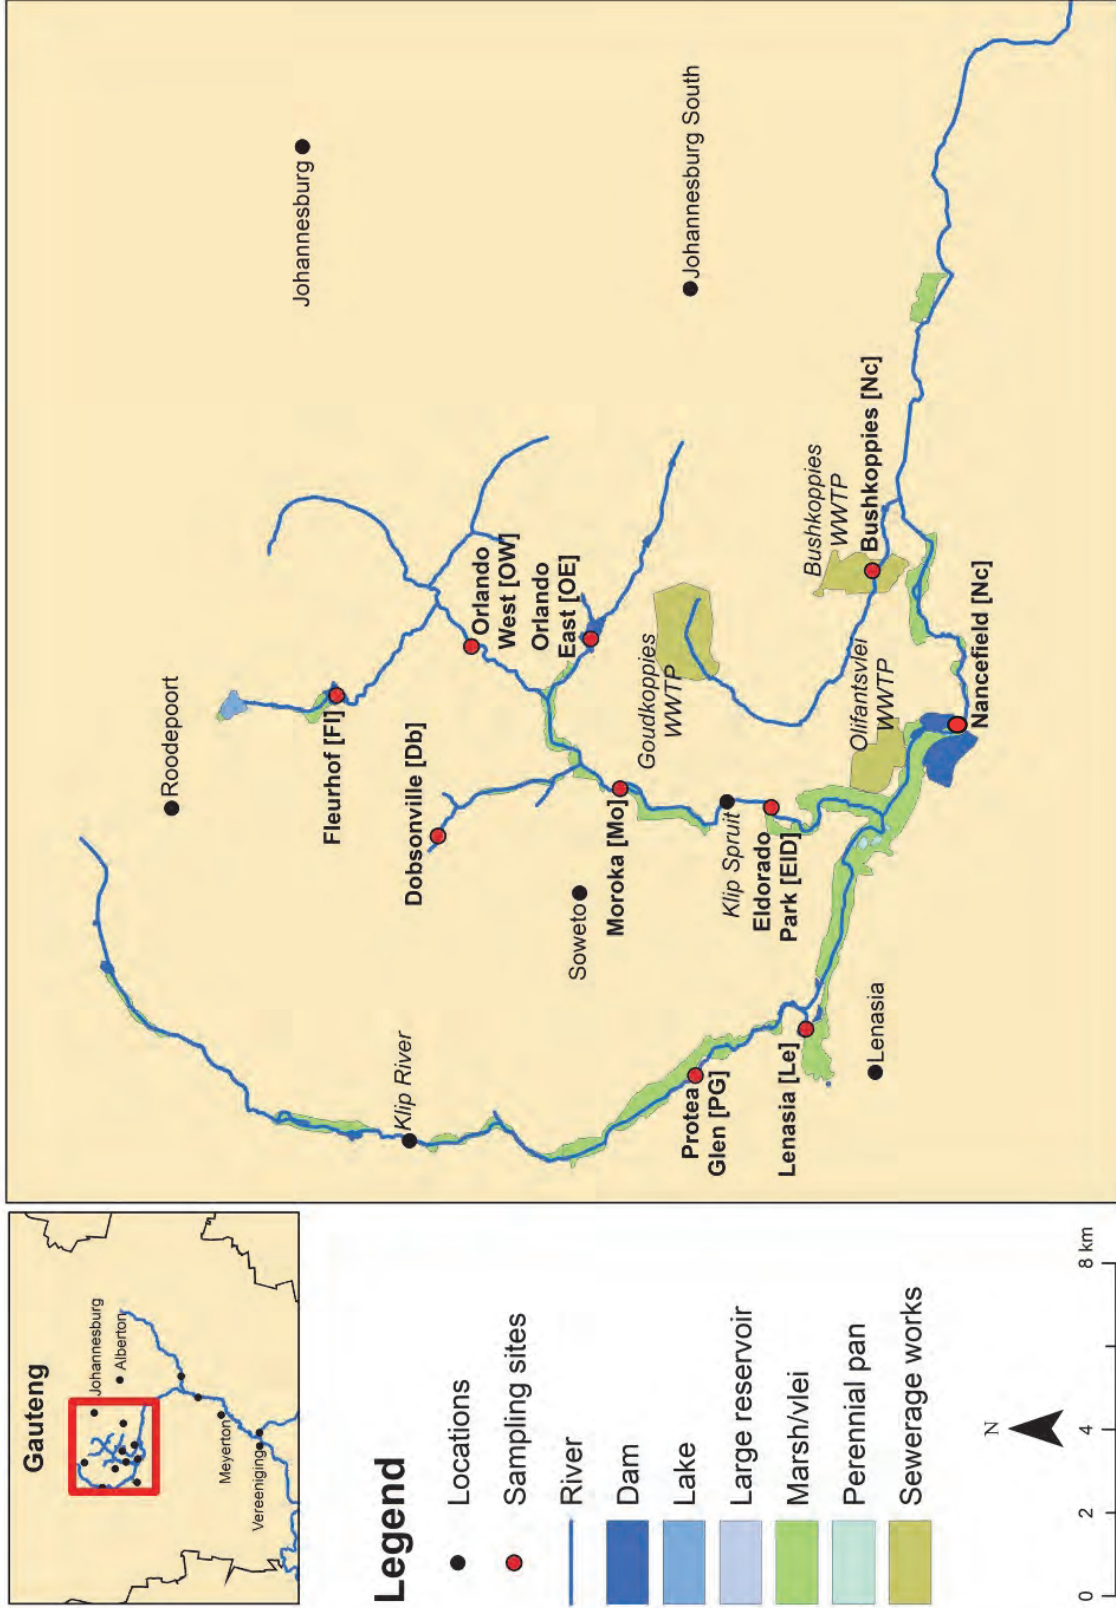 Gauteng
Johannesburg
Alberton
Meyerton
Vereeniging
Legend
Locations
Sampling sites
River
Dam
Lake
Large reservoir
Marsh/vlei
Perennial pan
Sewerage works
N
0
2
4
8 km
Roodepoort
Johannesburg
Fleurhof [Fl]
Klip River
Dobsonville [Db]
Orlando
West [OW]
Orlando
East [OE]
Soweto
Moroka [Mo]
Goudkoppies
WWTP
Johannesburg South
Protea
Glen [PG]
Klip Spruit
Eldorado
Park [ElD]
Lenasia [Le]
Bushkoppies
WWTP
Bushkoppies [Nc]
Olifantsvlei
WWTP
Lenasia
Nancefield [Nc]